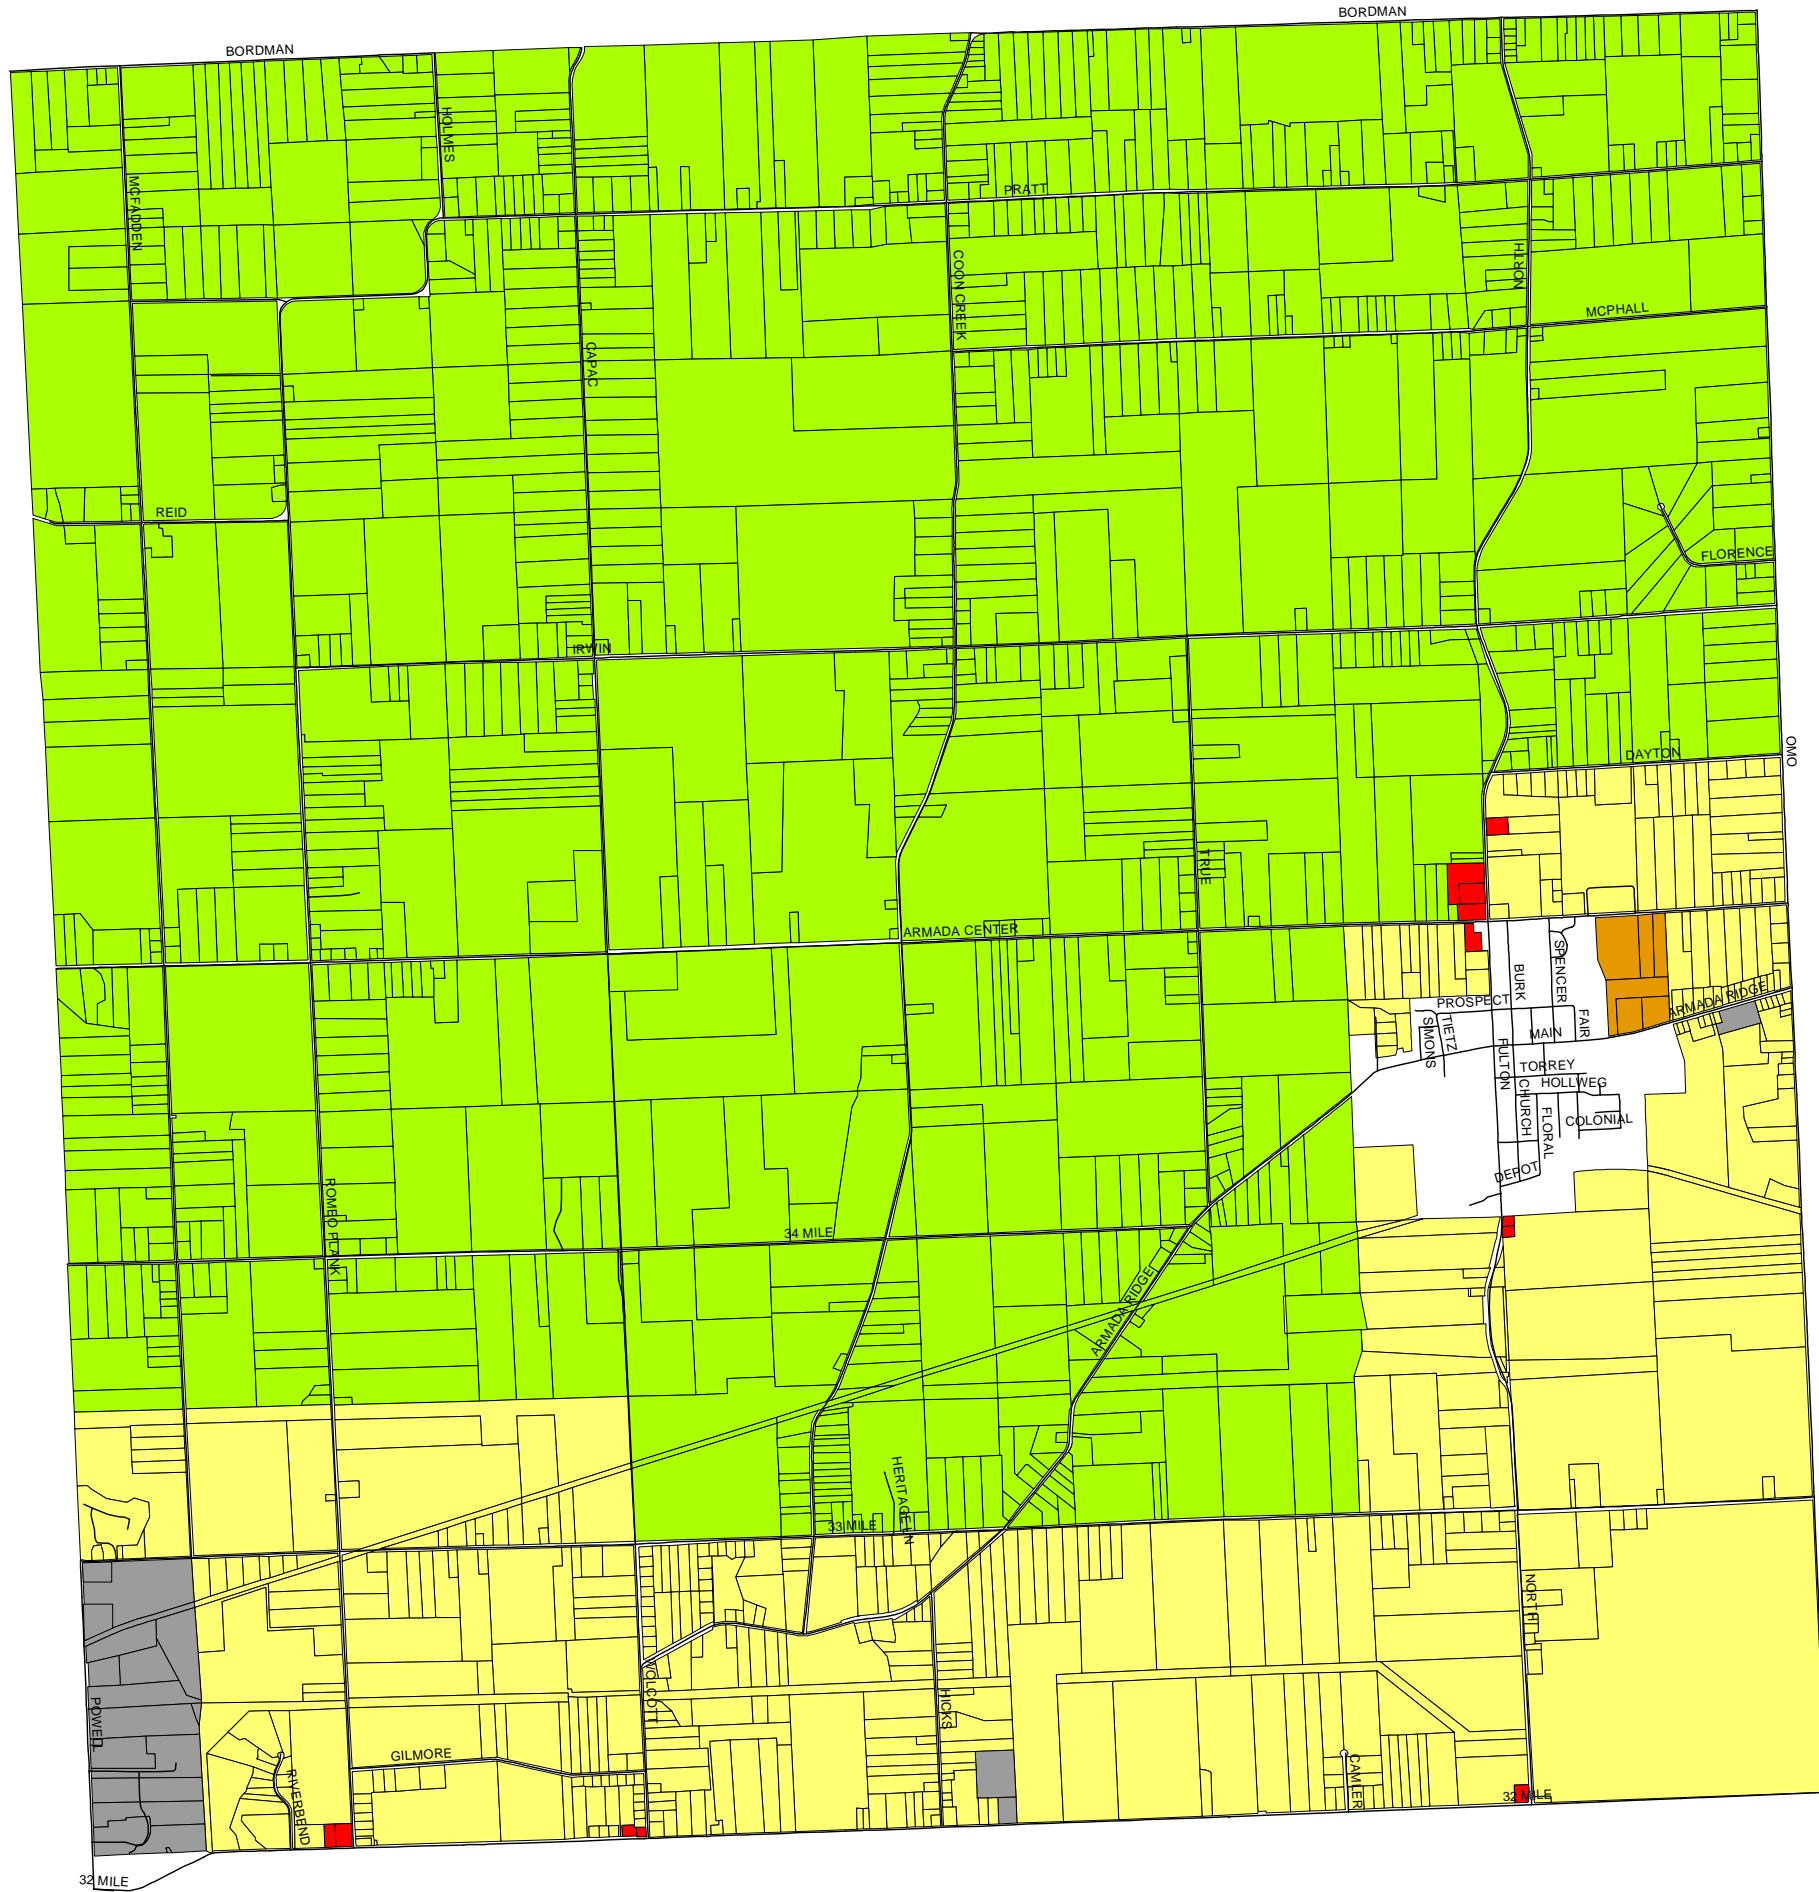 BORDMAN
BORDMAN
HOLMES
MCFADDEN
PRATT
COON CREEK
NORTH
MCPHALL
CAPAC
REID
FLORENCE
IRWIN
OMO
DAYTON
TRUE
ARMADA CENTER
SPENCER
BURK
PROSPECT
ARMADA RIDGE
SIMONS
TIETZ
FAIR
MAIN
FULTON
TORREY
HOLLWEG
CHURCH
FLORAL
COLONIAL
DEPOT
ROMEO PLANK
34 MILE
ARMADA RIDGE
HERITAGE LN
33 MILE
NORTH
WOLCOTT
HICKS
POWELL
GILMORE
RIVERBEND
CAMLER
32 MILE
32 MILE